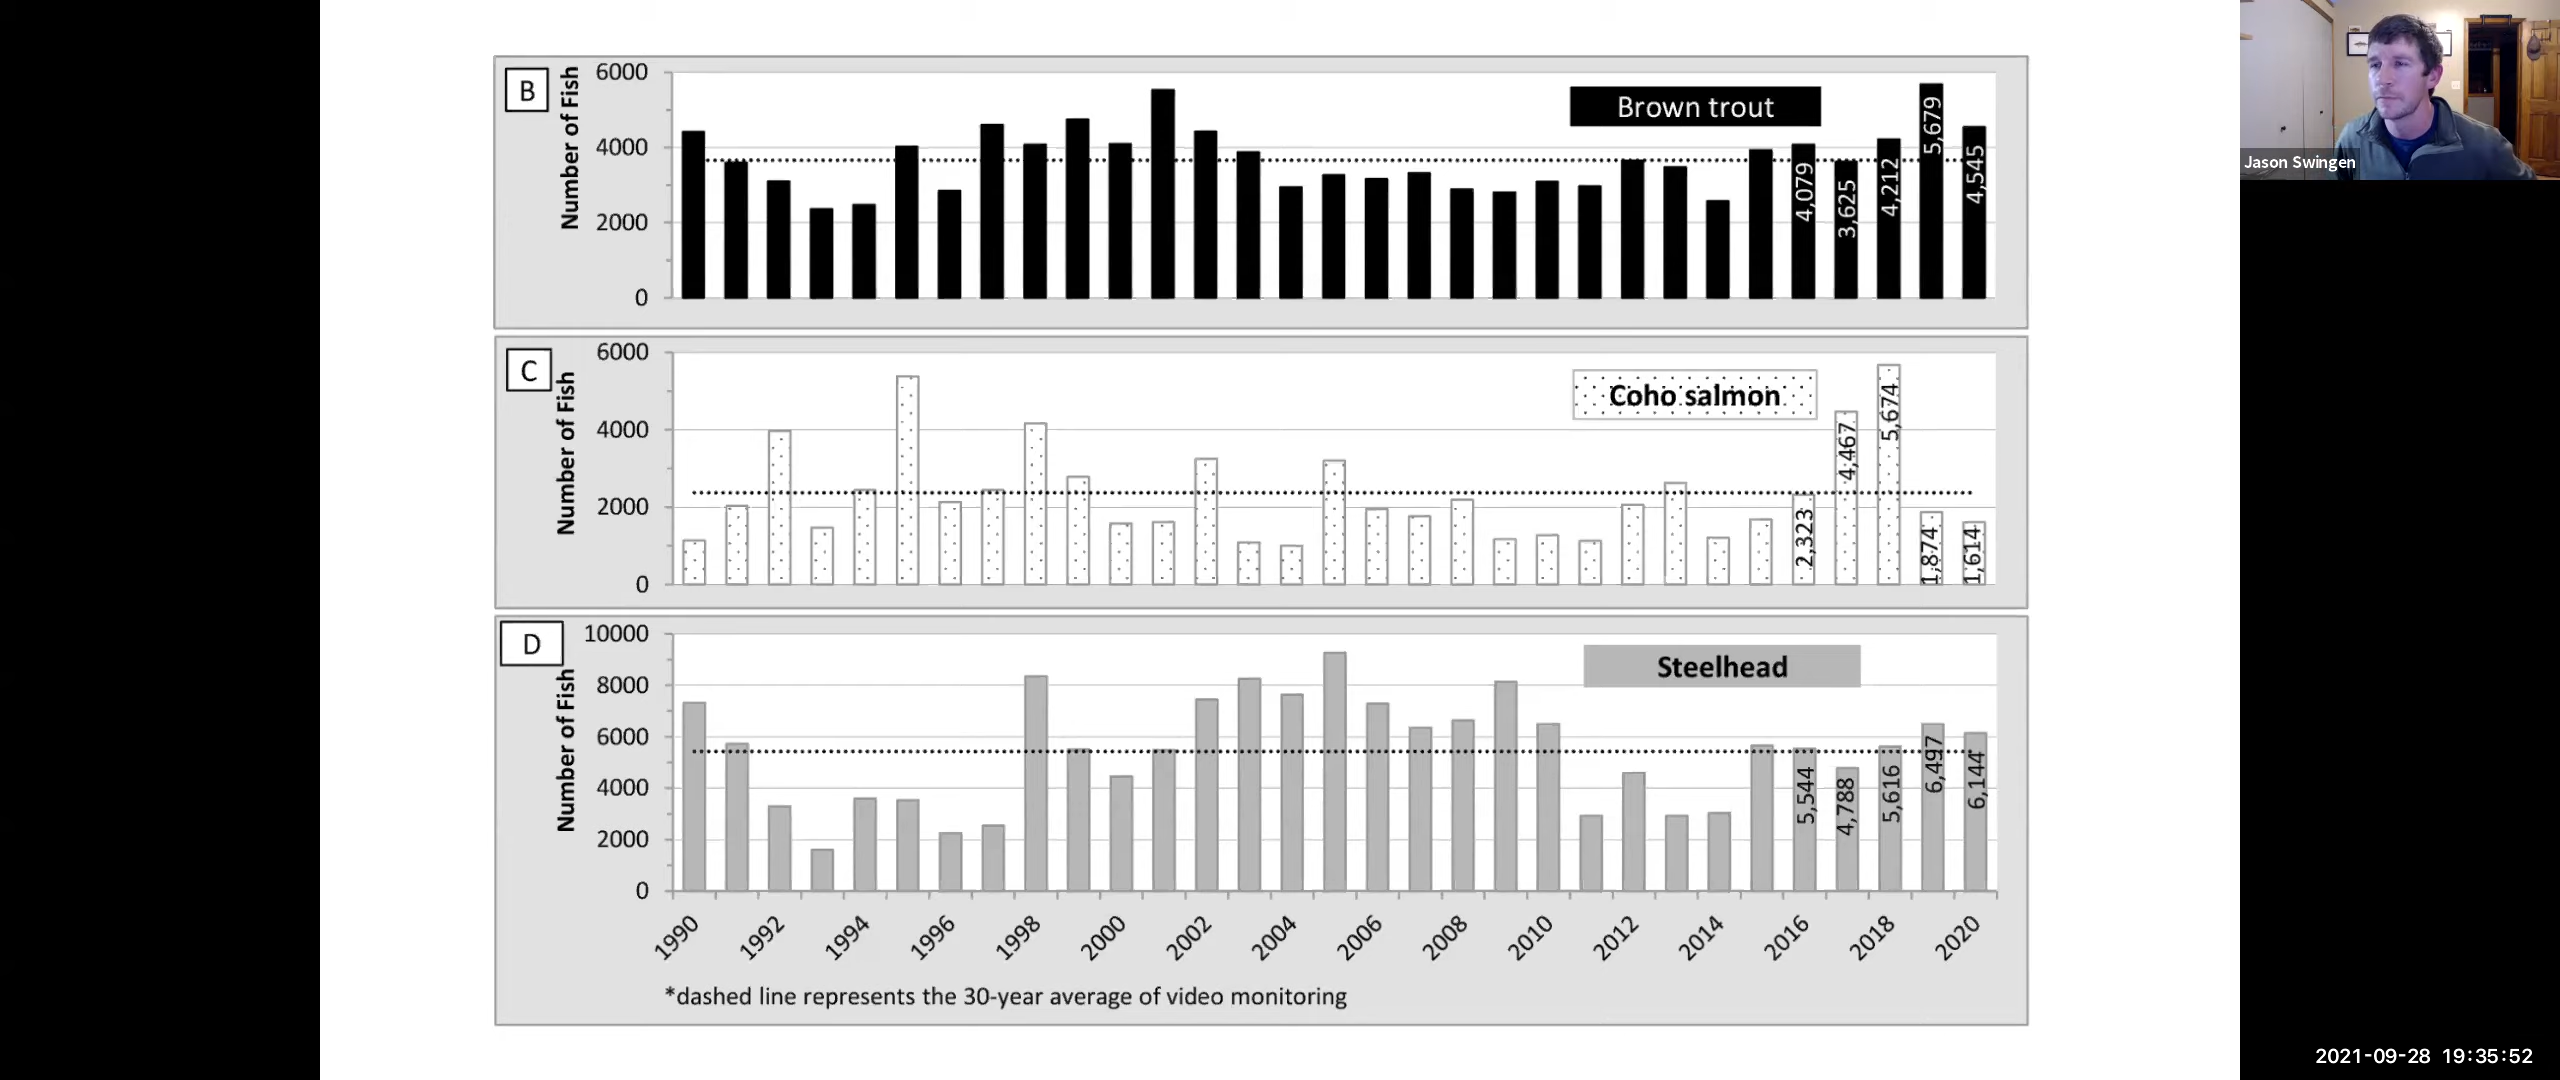 B
Number of Fish
6000
4000
2000
0
Brown trout
4,079
3,625
4,212
5,679
4,545
C
Number of Fish
6000
4000
2000
0
Coho salmon
2,323
4,467
5,674
1,874
1,614
D
Number of Fish
10000
8000
6000
4000
2000
0
Steelhead
5,544
4,788
5,616
6,497
6,144
1990 1992 1994 1996 1998 2000 2002 2004 2006 2008 2010 2012 2014 2016 2018 2020
*dashed line represents the 30-year average of video monitoring
Jason Swingen
2021-09-28 19:35:52